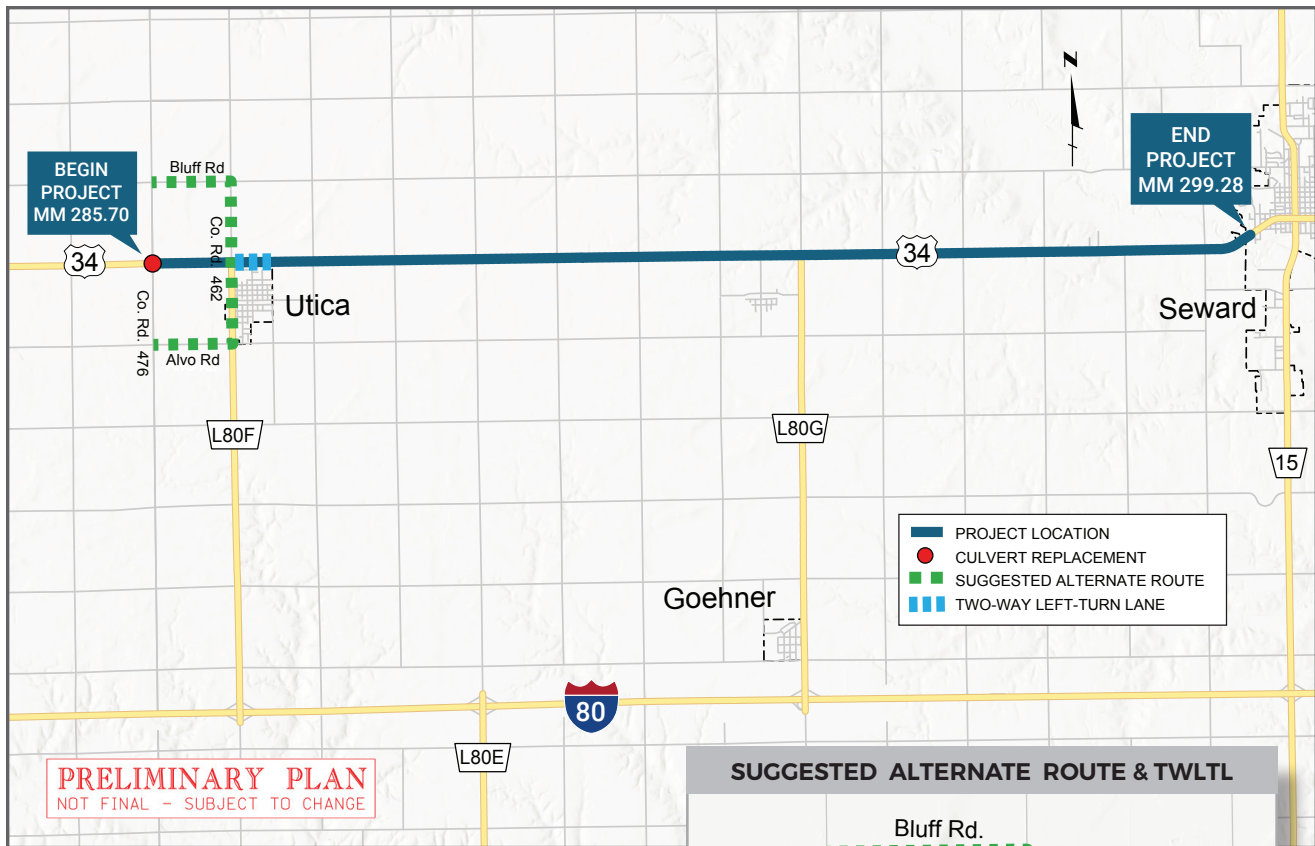 N
BEGIN
PROJECT
MM 285.70
Bluff Rd
END
PROJECT
MM 299.28
34
Co. Rd. 462
34
Utica
Seward
Co. Rd. 476
Alvo Rd
L80F
L80G
15
PROJECT LOCATION
CULVERT REPLACEMENT
SUGGESTED ALTERNATE ROUTE
TWO-WAY LEFT-TURN LANE
Goehner
80
L80E
PRELIMINARY PLAN
NOT FINAL - SUBJECT TO CHANGE
SUGGESTED ALTERNATE ROUTE & TWLTL
Bluff Rd.